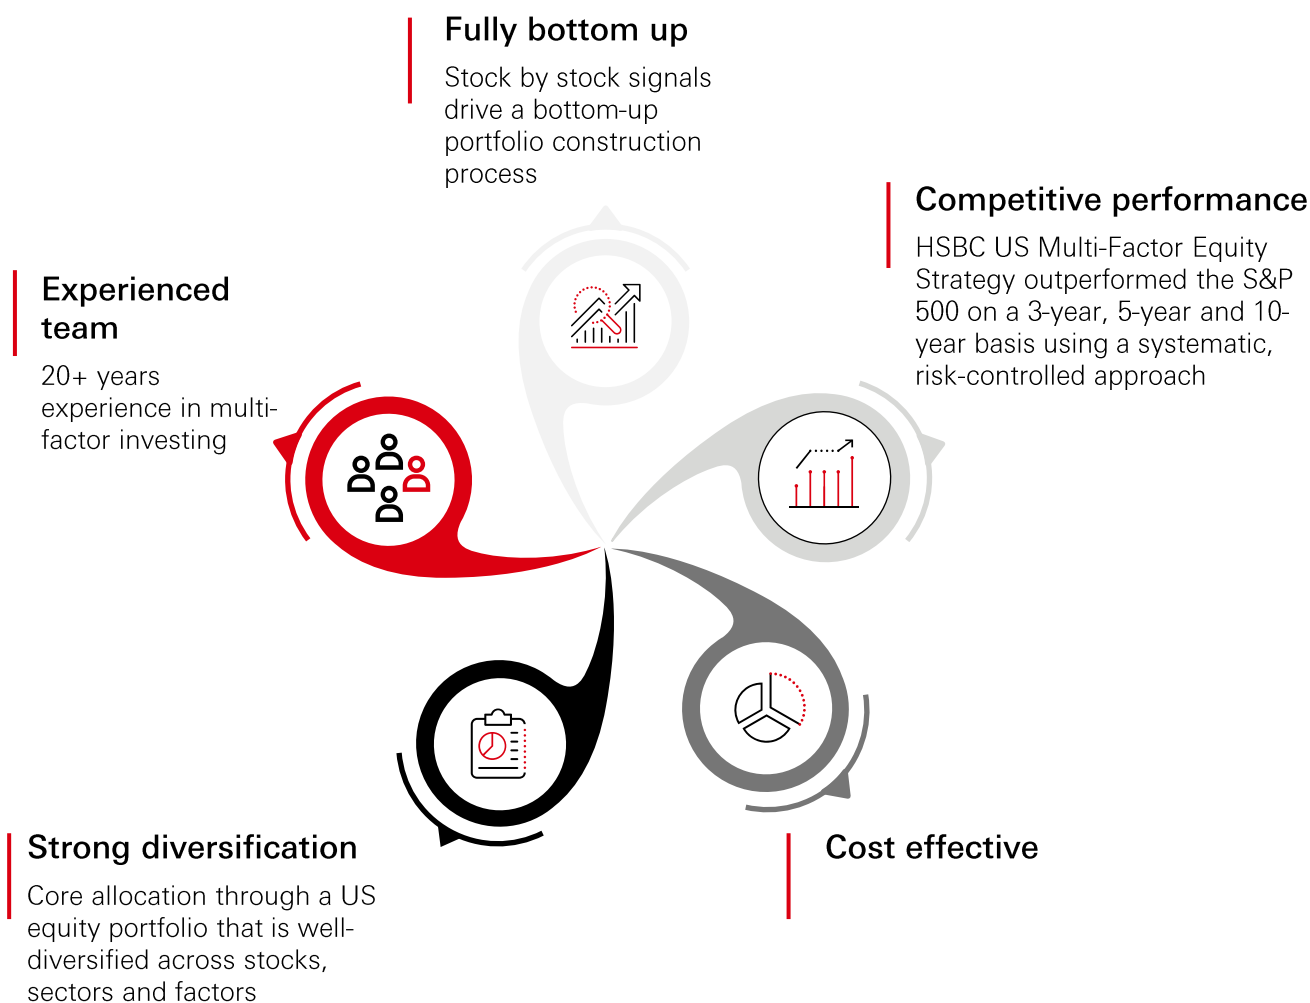 Fully bottom up
Stock by stock signals
drive a bottom-up
portfolio construction
process
Competitive performance
HSBC US Multi-Factor Equity
Strategy outperformed the S&P
500 on a 3-year, 5-year and 10-
year basis using a systematic,
risk-controlled approach
Experienced
team
20+ years
experience in multi-
factor investing
Strong diversification
Core allocation through a US
equity portfolio that is well-
diversified across stocks,
sectors and factors
Cost effective